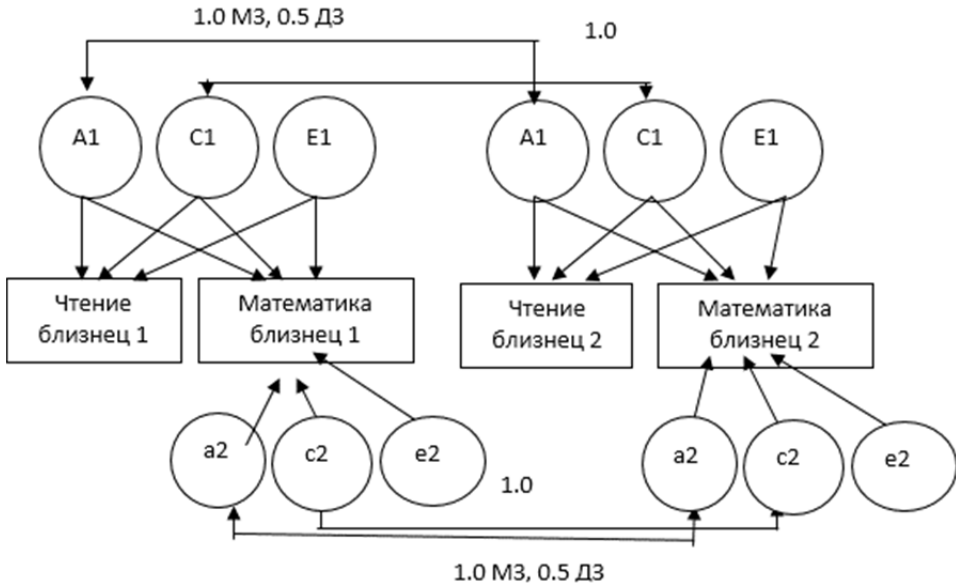 1.0 МЗ, 0.5 ДЗ
1.0
A1
C1
E1
A1
C1
E1
Чтение
близнец 1
Математика
близнец 1
Чтение
близнец 2
Математика
близнец 2
a2
c2
e2
a2
c2
e2
1.0
1.0 МЗ, 0.5 ДЗ